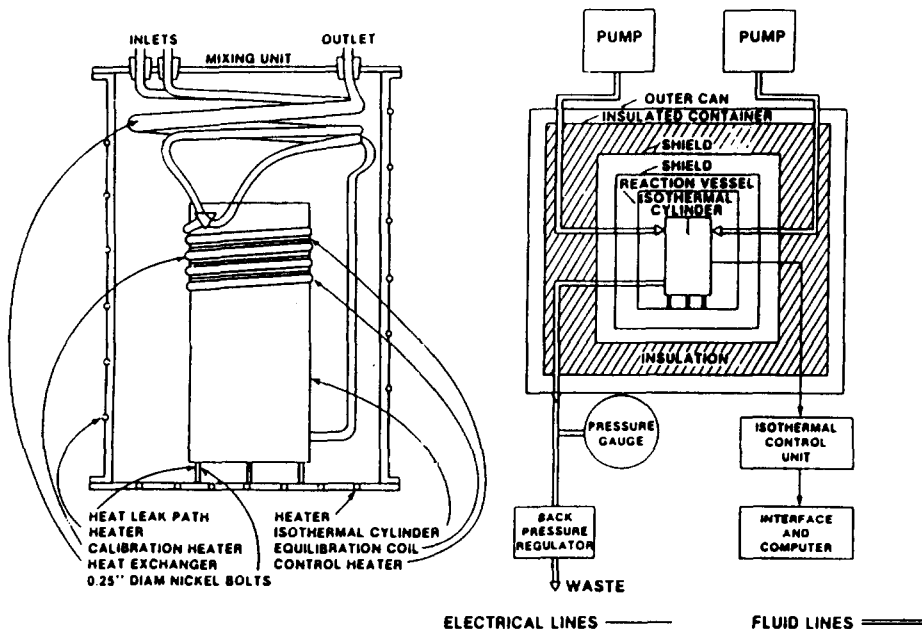 INLETS
OUTLET
MIXING UNIT
HEAT LEAK PATH
HEATER
CALIBRATION HEATER
HEAT EXCHANGER
0.25" DIAM NICKEL BOLTS
HEATER
ISOTHERMAL CYLINDER
EQUILIBRATION COIL
CONTROL HEATER
PUMP
PUMP
OUTER CAN
INSULATED CONTAINER
SHIELD
SHIELD
REACTION VESSEL
ISOTHERMAL
CYLINDER
INSULATION
PRESSURE
GAUGE
ISOTHERMAL
CONTROL
UNIT
BACK
PRESSURE
REGULATOR
INTERFACE
AND
COMPUTER
WASTE
ELECTRICAL LINES
FLUID LINES